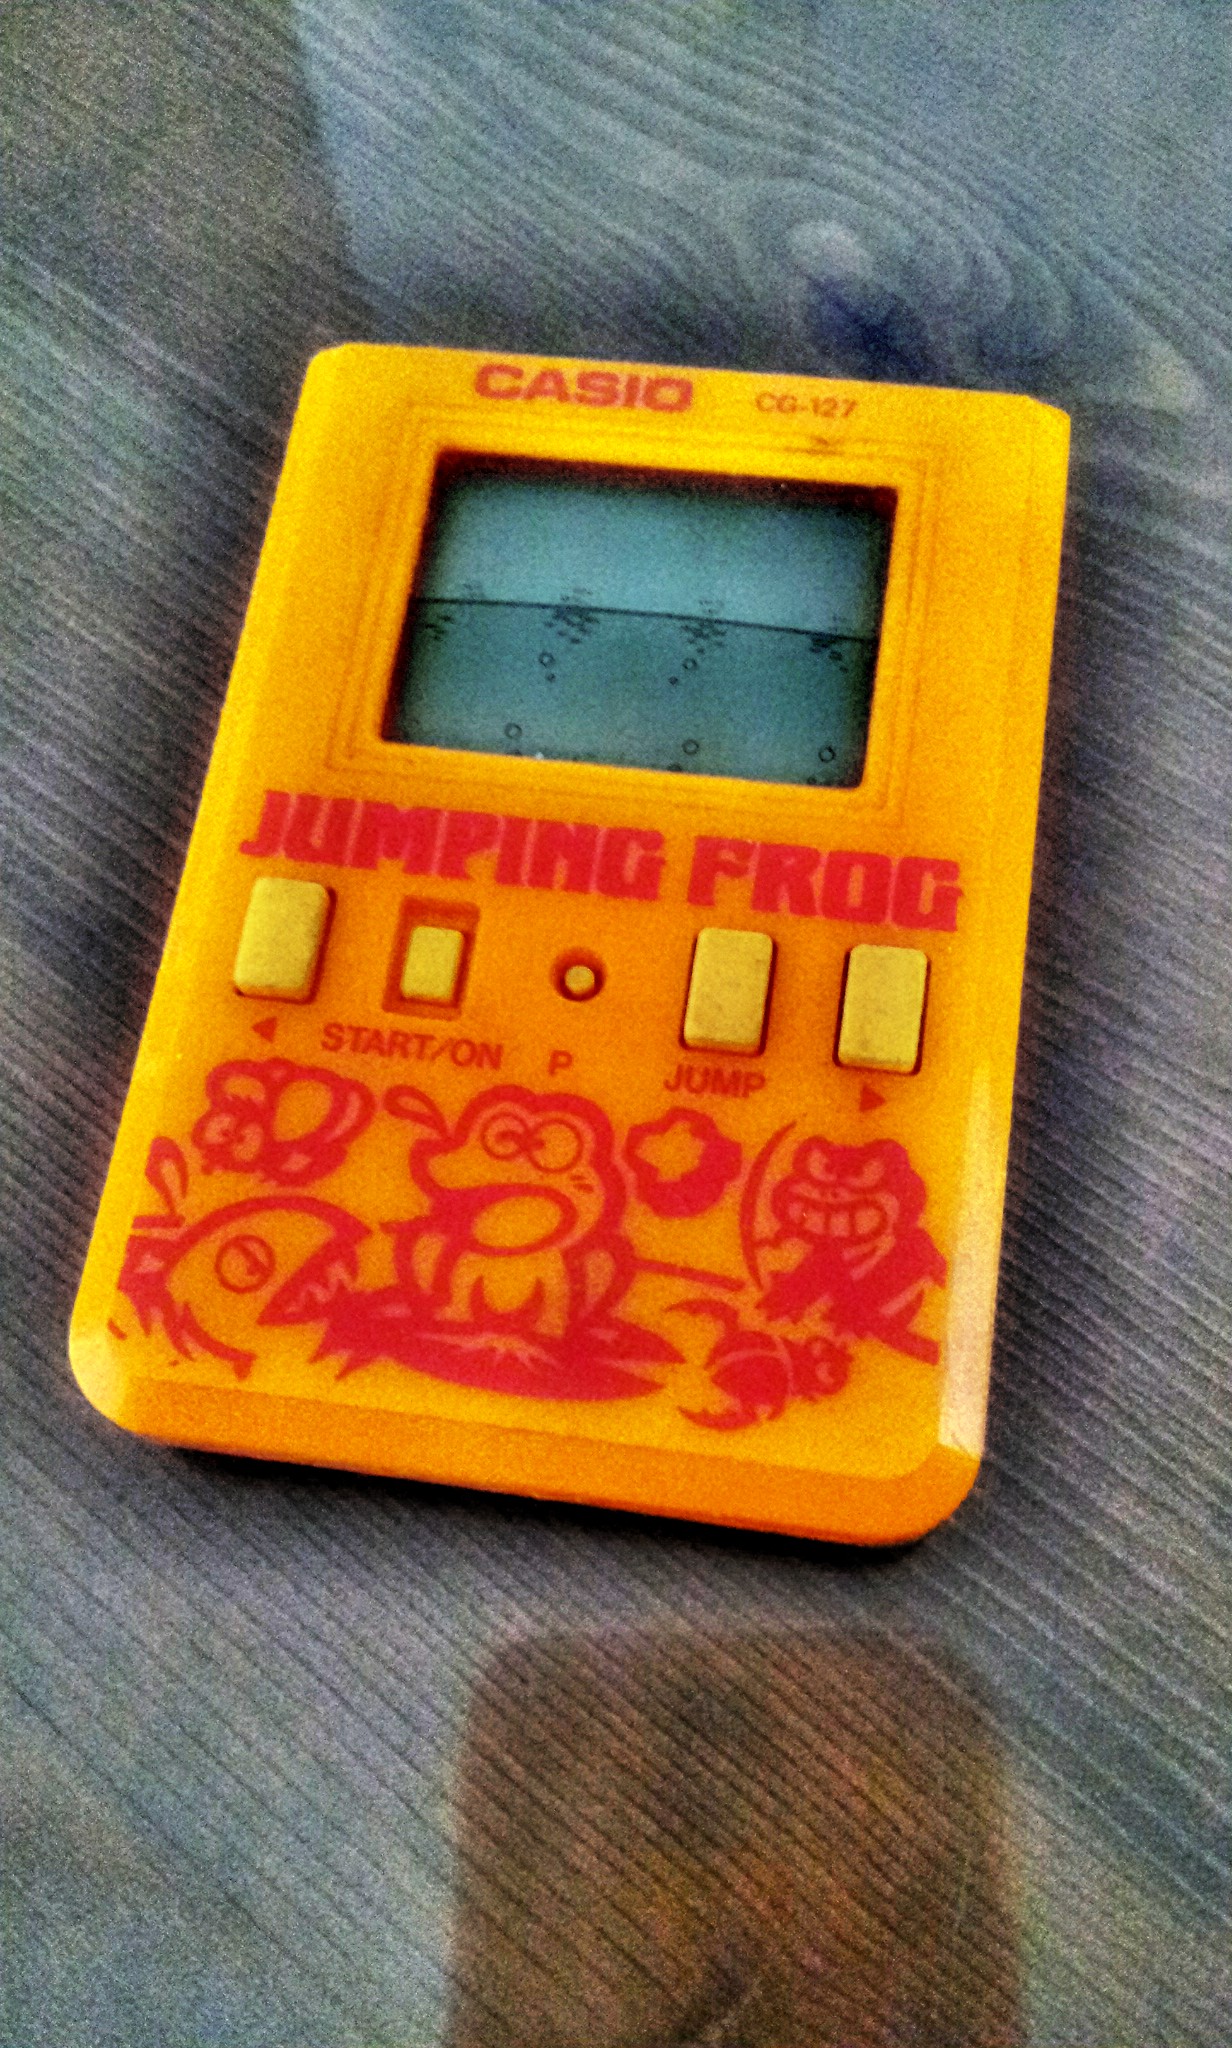 CASIO CG-127
JUMPING FROG
START/ON P JUMP